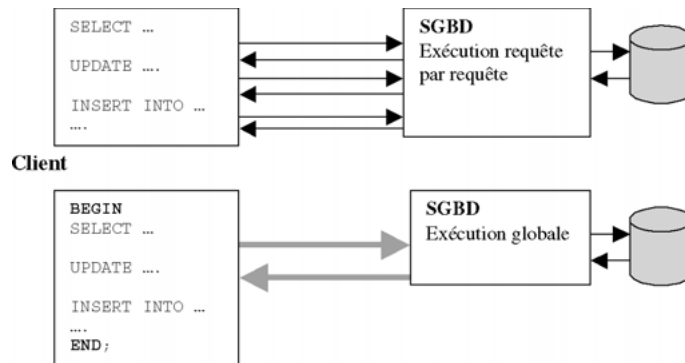 SELECT …
UPDATE ….
INSERT INTO …
….
SGBD
Exécution requête
par requête
Client
BEGIN
SELECT …
UPDATE ….
INSERT INTO …
….
END;
SGBD
Exécution globale